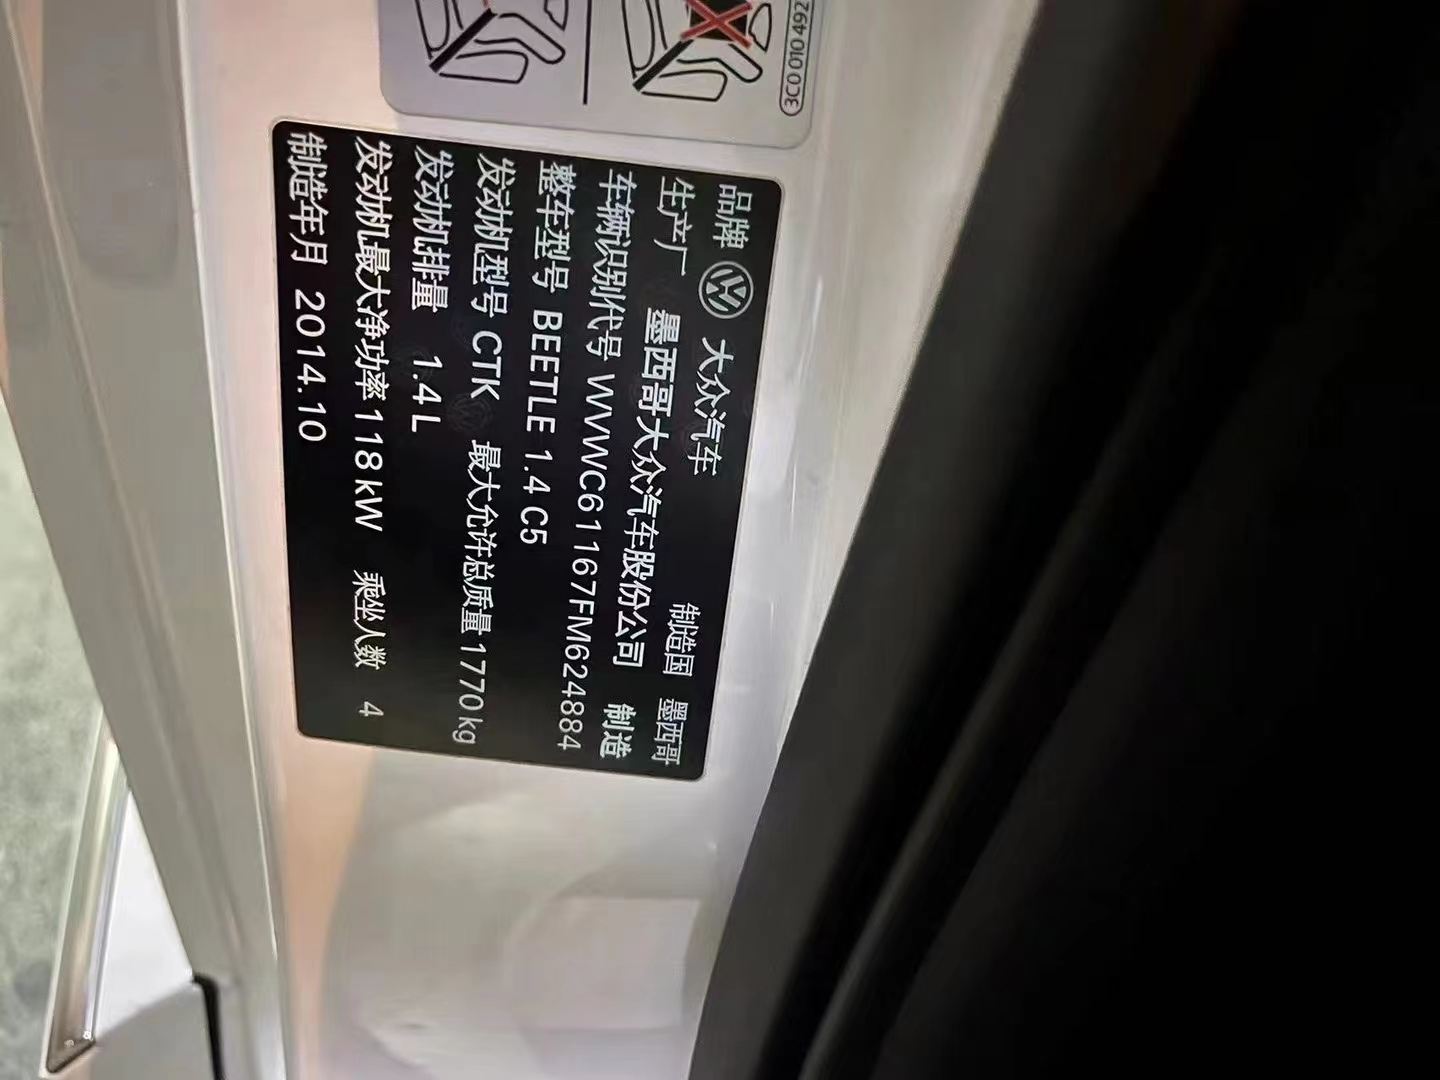 3C0 010 492
品牌 大众汽车 制造国 墨西哥
生产厂 墨西哥大众汽车股份公司 制造
车辆识别代号 WVWC61167FM624884
整车型号 BEETLE 1.4 C5
发动机型号 CTK 最大允许总质量 1770 kg
发动机排量 1.4 L
发动机最大净功率 118 kW 乘坐人数 4
制造年月 2014.10